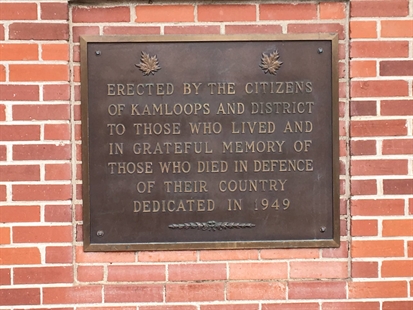 ERECTED BY THE CITIZENS
OF KAMLOOPS AND DISTRICT
TO THOSE WHO LIVED AND
IN GRATEFUL MEMORY OF
THOSE WHO DIED IN DEFENCE
OF THEIR COUNTRY
DEDICATED IN 1949